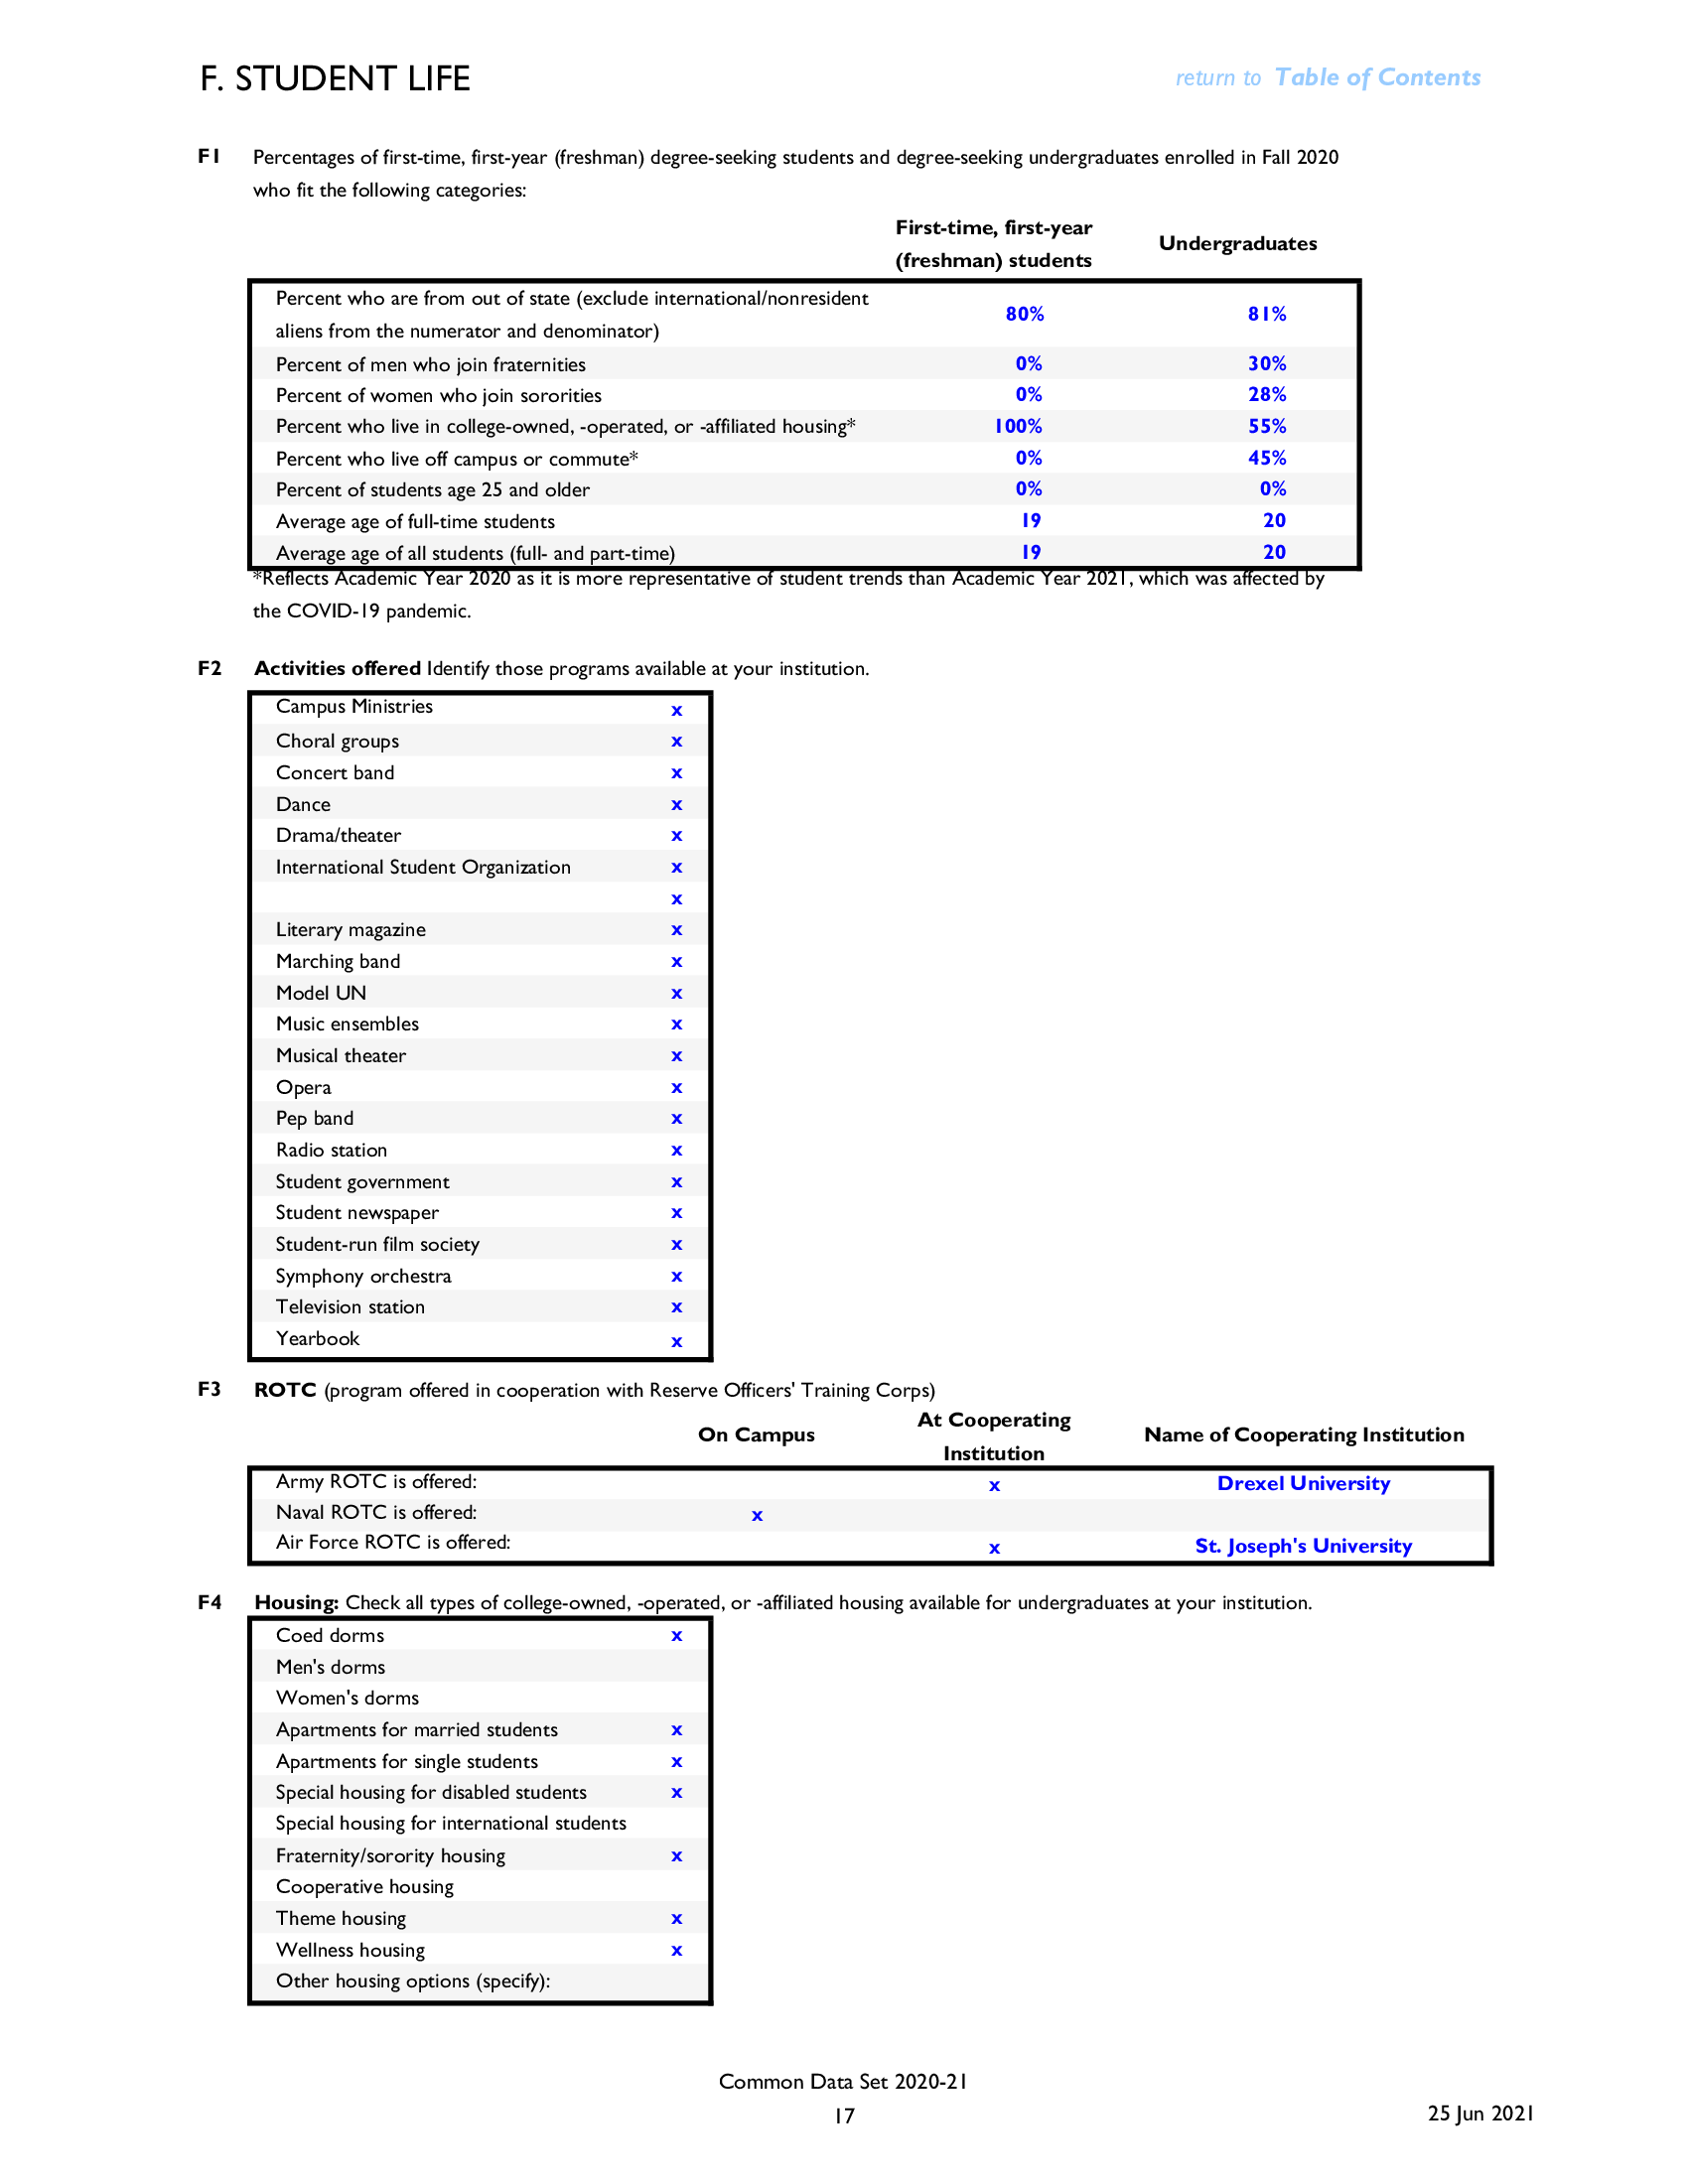 F. STUDENT LIFE
return to Table of Contents
F1 Percentages of first-time, first-year (freshman) degree-seeking students and degree-seeking undergraduates enrolled in Fall 2020
who fit the following categories:
First-time, first-year
(freshman) students
Undergraduates
Percent who are from out of state (exclude international/nonresident
aliens from the numerator and denominator) 80% 81%
Percent of men who join fraternities 0% 30%
Percent of women who join sororities 0% 28%
Percent who live in college-owned, -operated, or -affiliated housing* 100% 55%
Percent who live off campus or commute* 0% 45%
Percent of students age 25 and older 0% 0%
Average age of full-time students 19 20
Average age of all students (full- and part-time) 19 20
*Reflects Academic Year 2020 as it is more representative of student trends than Academic Year 2021, which was affected by
the COVID-19 pandemic.
F2 Activities offered Identify those programs available at your institution.
Campus Ministries x
Choral groups x
Concert band x
Dance x
Drama/theater x
International Student Organization x
x
Literary magazine x
Marching band x
Model UN x
Music ensembles x
Musical theater x
Opera x
Pep band x
Radio station x
Student government x
Student newspaper x
Student-run film society x
Symphony orchestra x
Television station x
Yearbook x
F3 ROTC (program offered in cooperation with Reserve Officers' Training Corps)
On Campus
At Cooperating
Institution
Name of Cooperating Institution
Army ROTC is offered: x Drexel University
Naval ROTC is offered: x
Air Force ROTC is offered: x St. Joseph's University
F4 Housing: Check all types of college-owned, -operated, or -affiliated housing available for undergraduates at your institution.
Coed dorms x
Men's dorms
Women's dorms
Apartments for married students x
Apartments for single students x
Special housing for disabled students x
Special housing for international students
Fraternity/sorority housing x
Cooperative housing
Theme housing x
Wellness housing x
Other housing options (specify):
Common Data Set 2020-21
17
25 Jun 2021